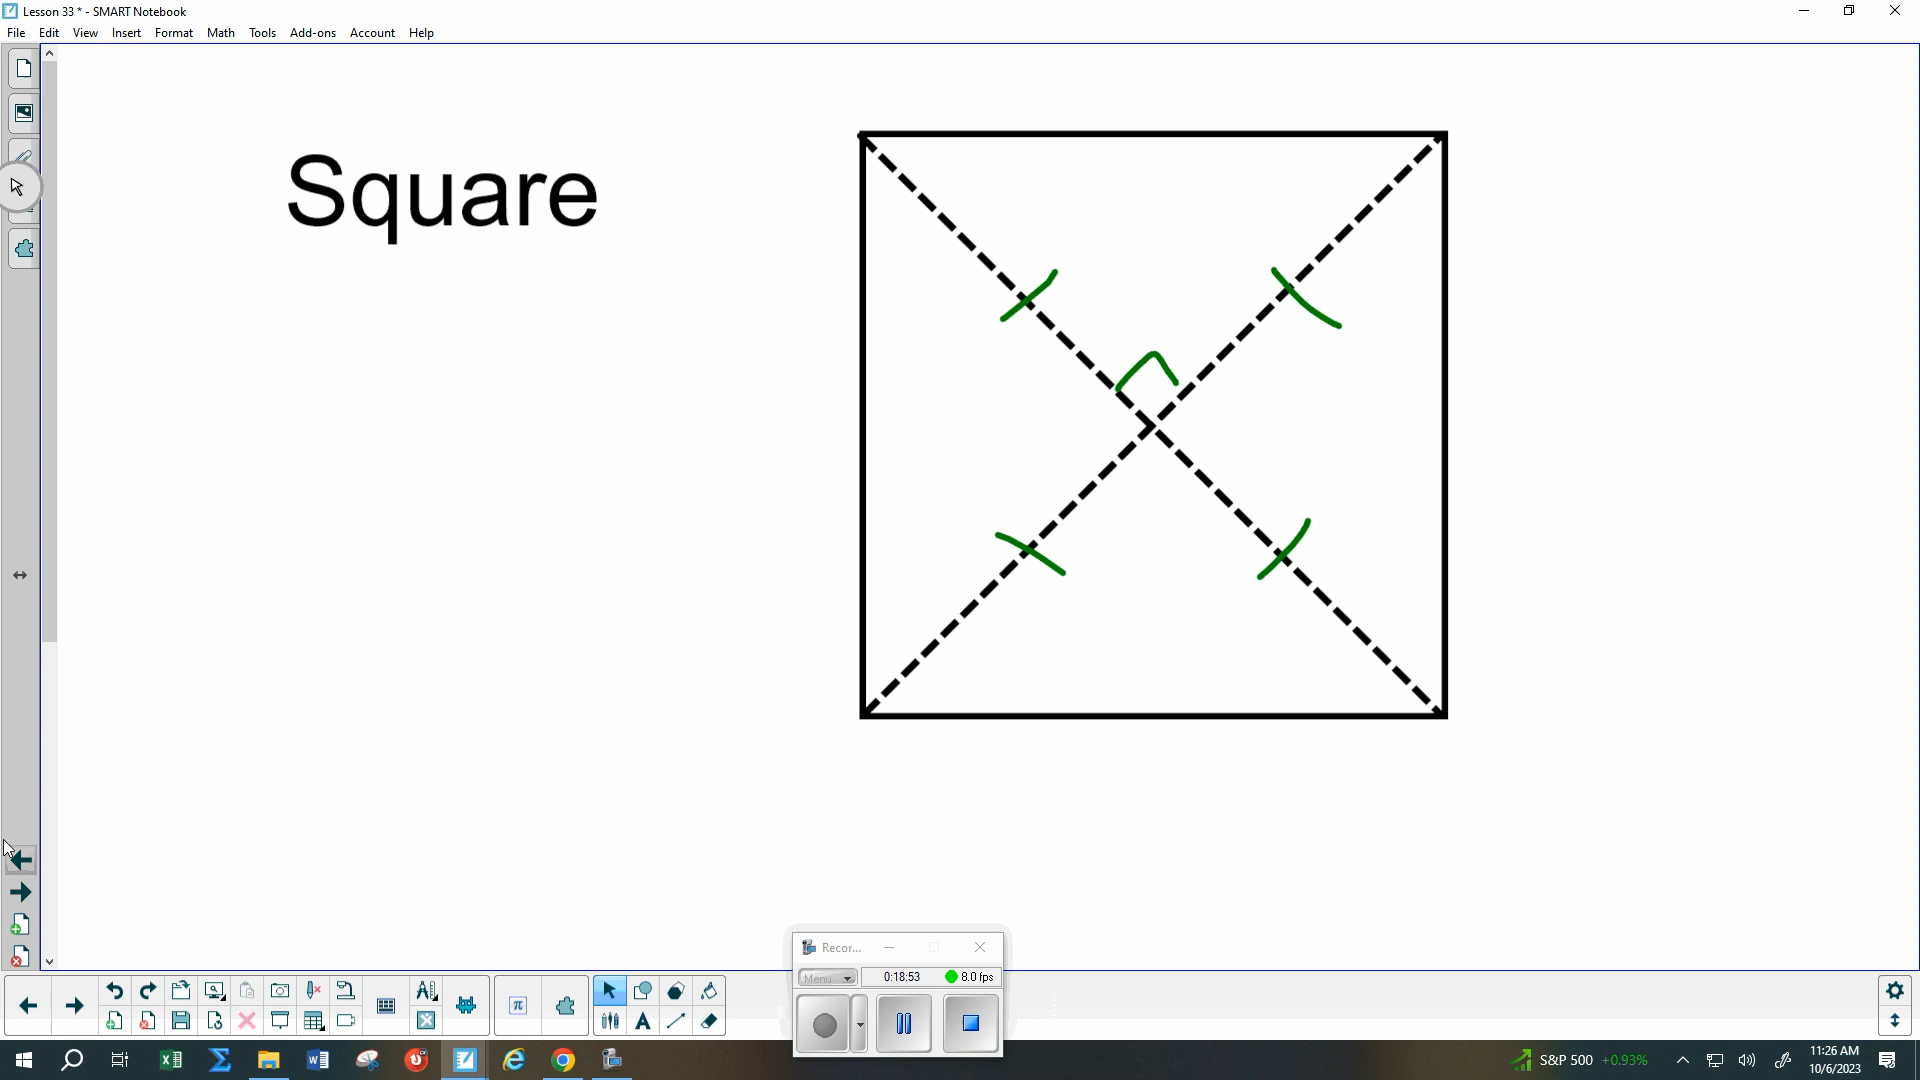 Lesson 33 * - SMART Notebook
File Edit View Insert Format Math Tools Add-ons Account Help
Square
Recor...
Menu 0:18:53 8.0 fps
S&P 500 +0.93%
11:26 AM
10/6/2023